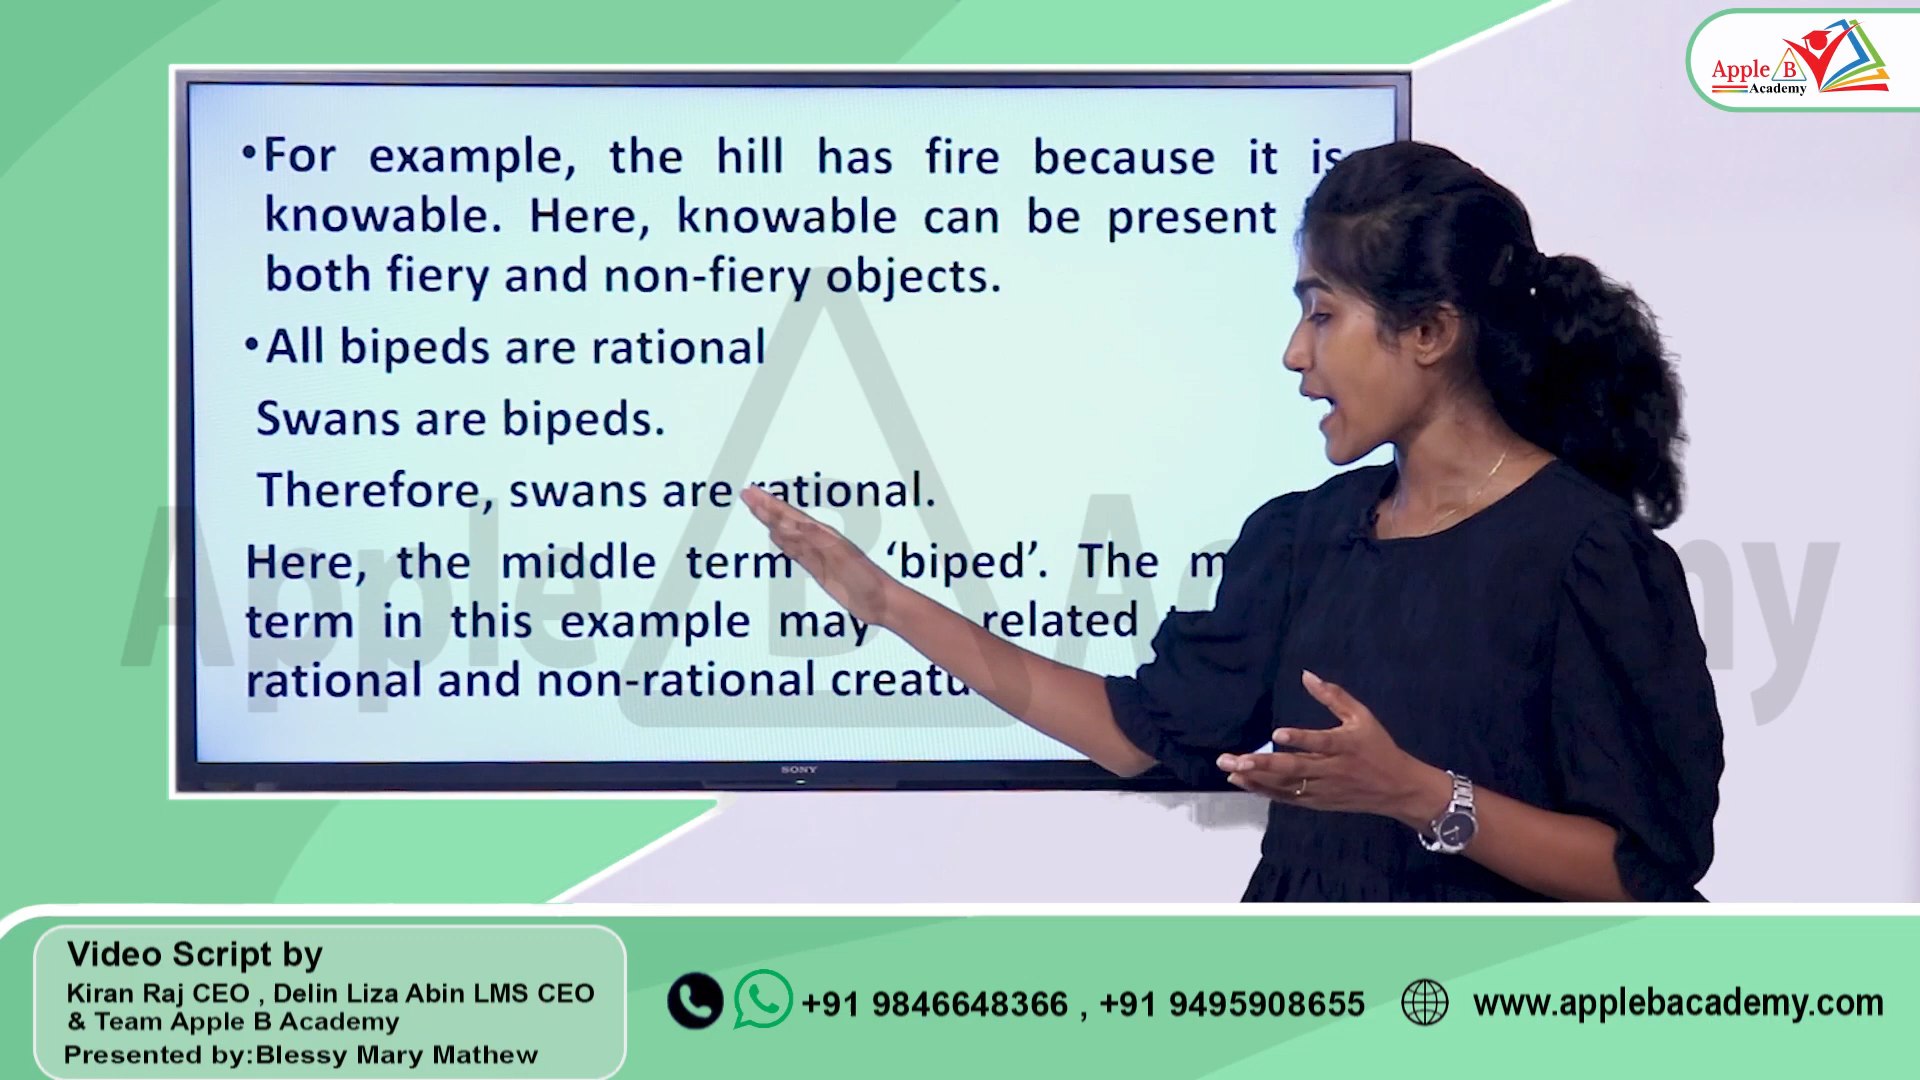 Apple B
Academy
•For example, the hill has fire because it is
knowable. Here, knowable can be present
both fiery and non-fiery objects.
•All bipeds are rational
Swans are bipeds.
Therefore, swans are rational.
Here, the middle term ‘biped’. The
term in this example may related
rational and non-rational
SONY
Apple B Academy
Video Script by
Kiran Raj CEO , Delin Liza Abin LMS CEO
& Team Apple B Academy
Presented by:Blessy Mary Mathew
+91 9846648366 , +91 9495908655
www.applebacademy.com